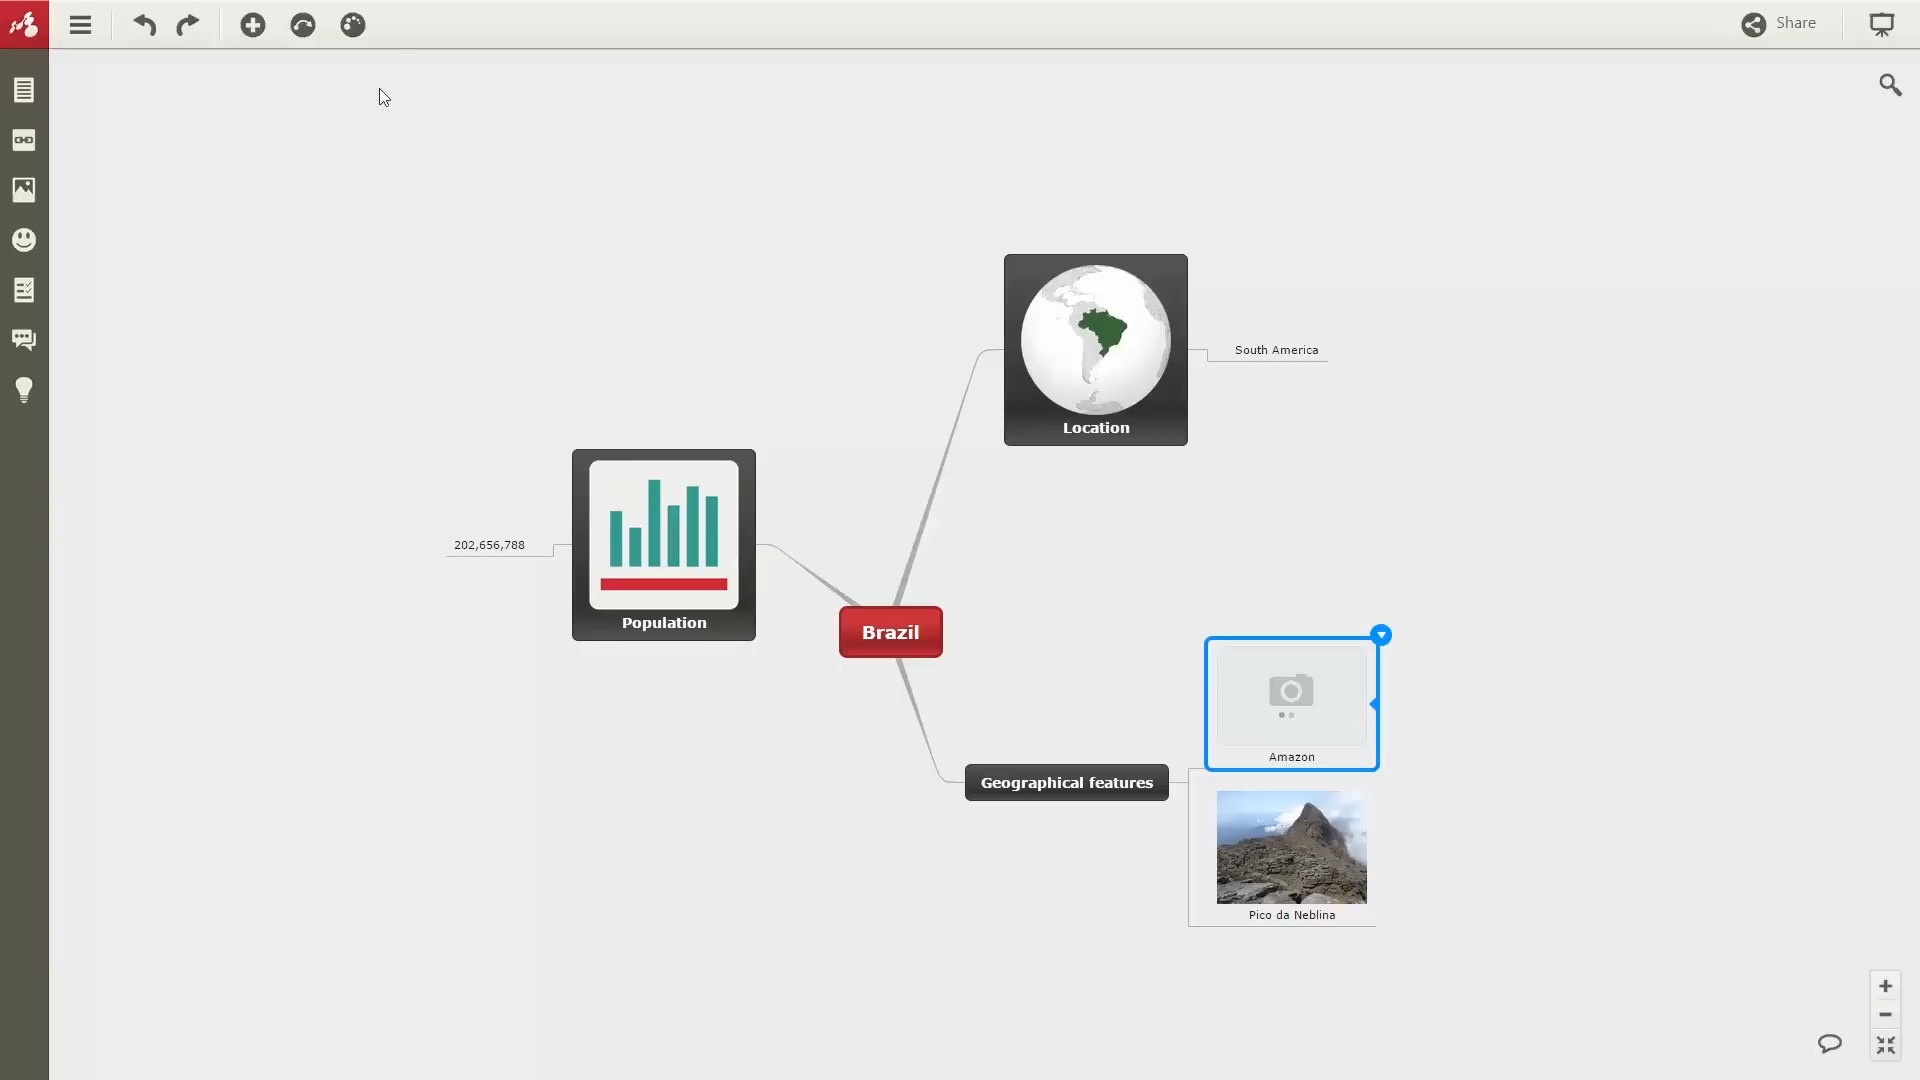 Share
South America
Location
202,656,788
Population
Brazil
Amazon
Geographical features
Pico da Neblina